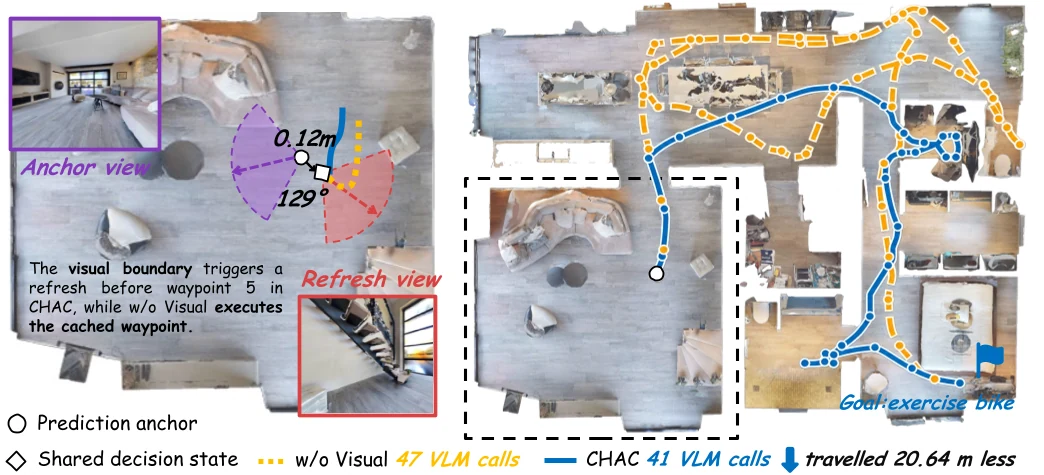 Anchor view
0.12m
129°
The visual boundary triggers a
refresh before waypoint 5 in
CHAC, while w/o Visual executes
the cached waypoint.
Refresh view
Goal:exercise bike
Prediction anchor
Shared decision state
w/o Visual 47 VLM calls
CHAC 41 VLM calls
travelled 20.64 m less